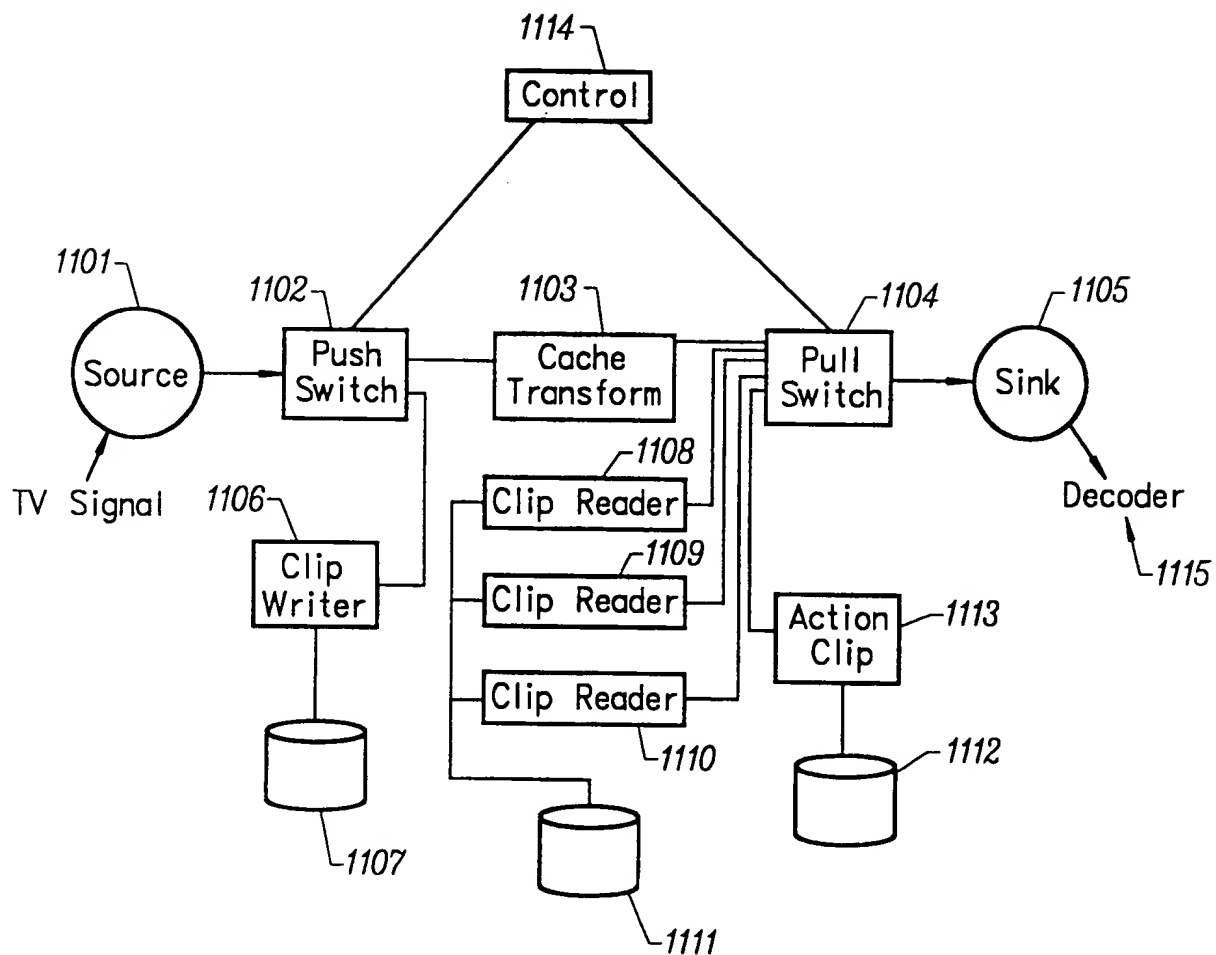 1114
Control
1101
1102
1103
1104
1105
Source
Push
Switch
Cache
Transform
Pull
Switch
Sink
TV Signal
1106
1108
Clip Reader
Decoder
1115
Clip
Writer
1109
Clip Reader
Action
Clip
1113
Clip Reader
1110
1112
1107
1111